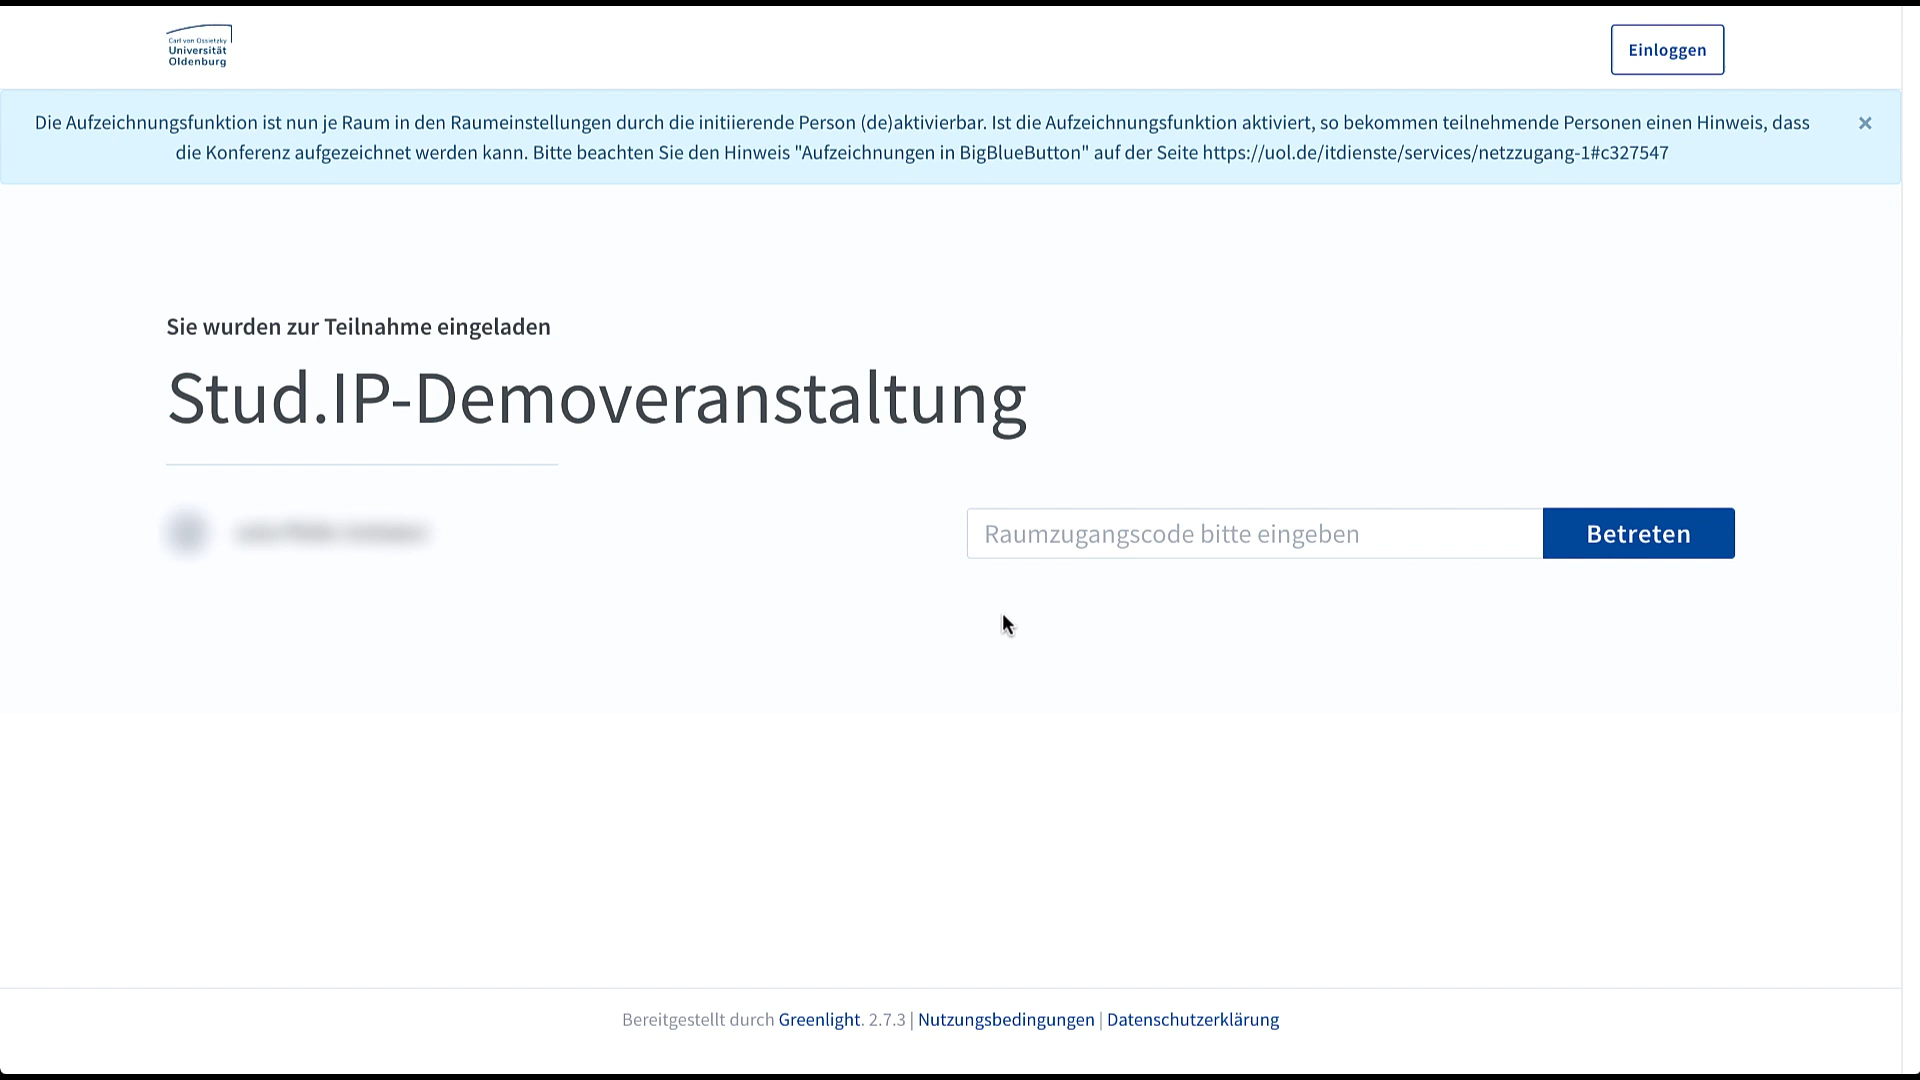 Carl von Ossietzky
Universität
Oldenburg
Einloggen
Die Aufzeichnungsfunktion ist nun je Raum in den Raumeinstellungen durch die initiierende Person (de)aktivierbar. Ist die Aufzeichnungsfunktion aktiviert, so bekommen teilnehmende Personen einen Hinweis, dass
die Konferenz aufgezeichnet werden kann. Bitte beachten Sie den Hinweis "Aufzeichnungen in BigBlueButton" auf der Seite https://uol.de/itdienste/services/netzzugang-1#c327547
×
Sie wurden zur Teilnahme eingeladen
Stud.IP-Demoveranstaltung
Raumzugangscode bitte eingeben
Betreten
Bereitgestellt durch Greenlight. 2.7.3 | Nutzungsbedingungen | Datenschutzerklärung